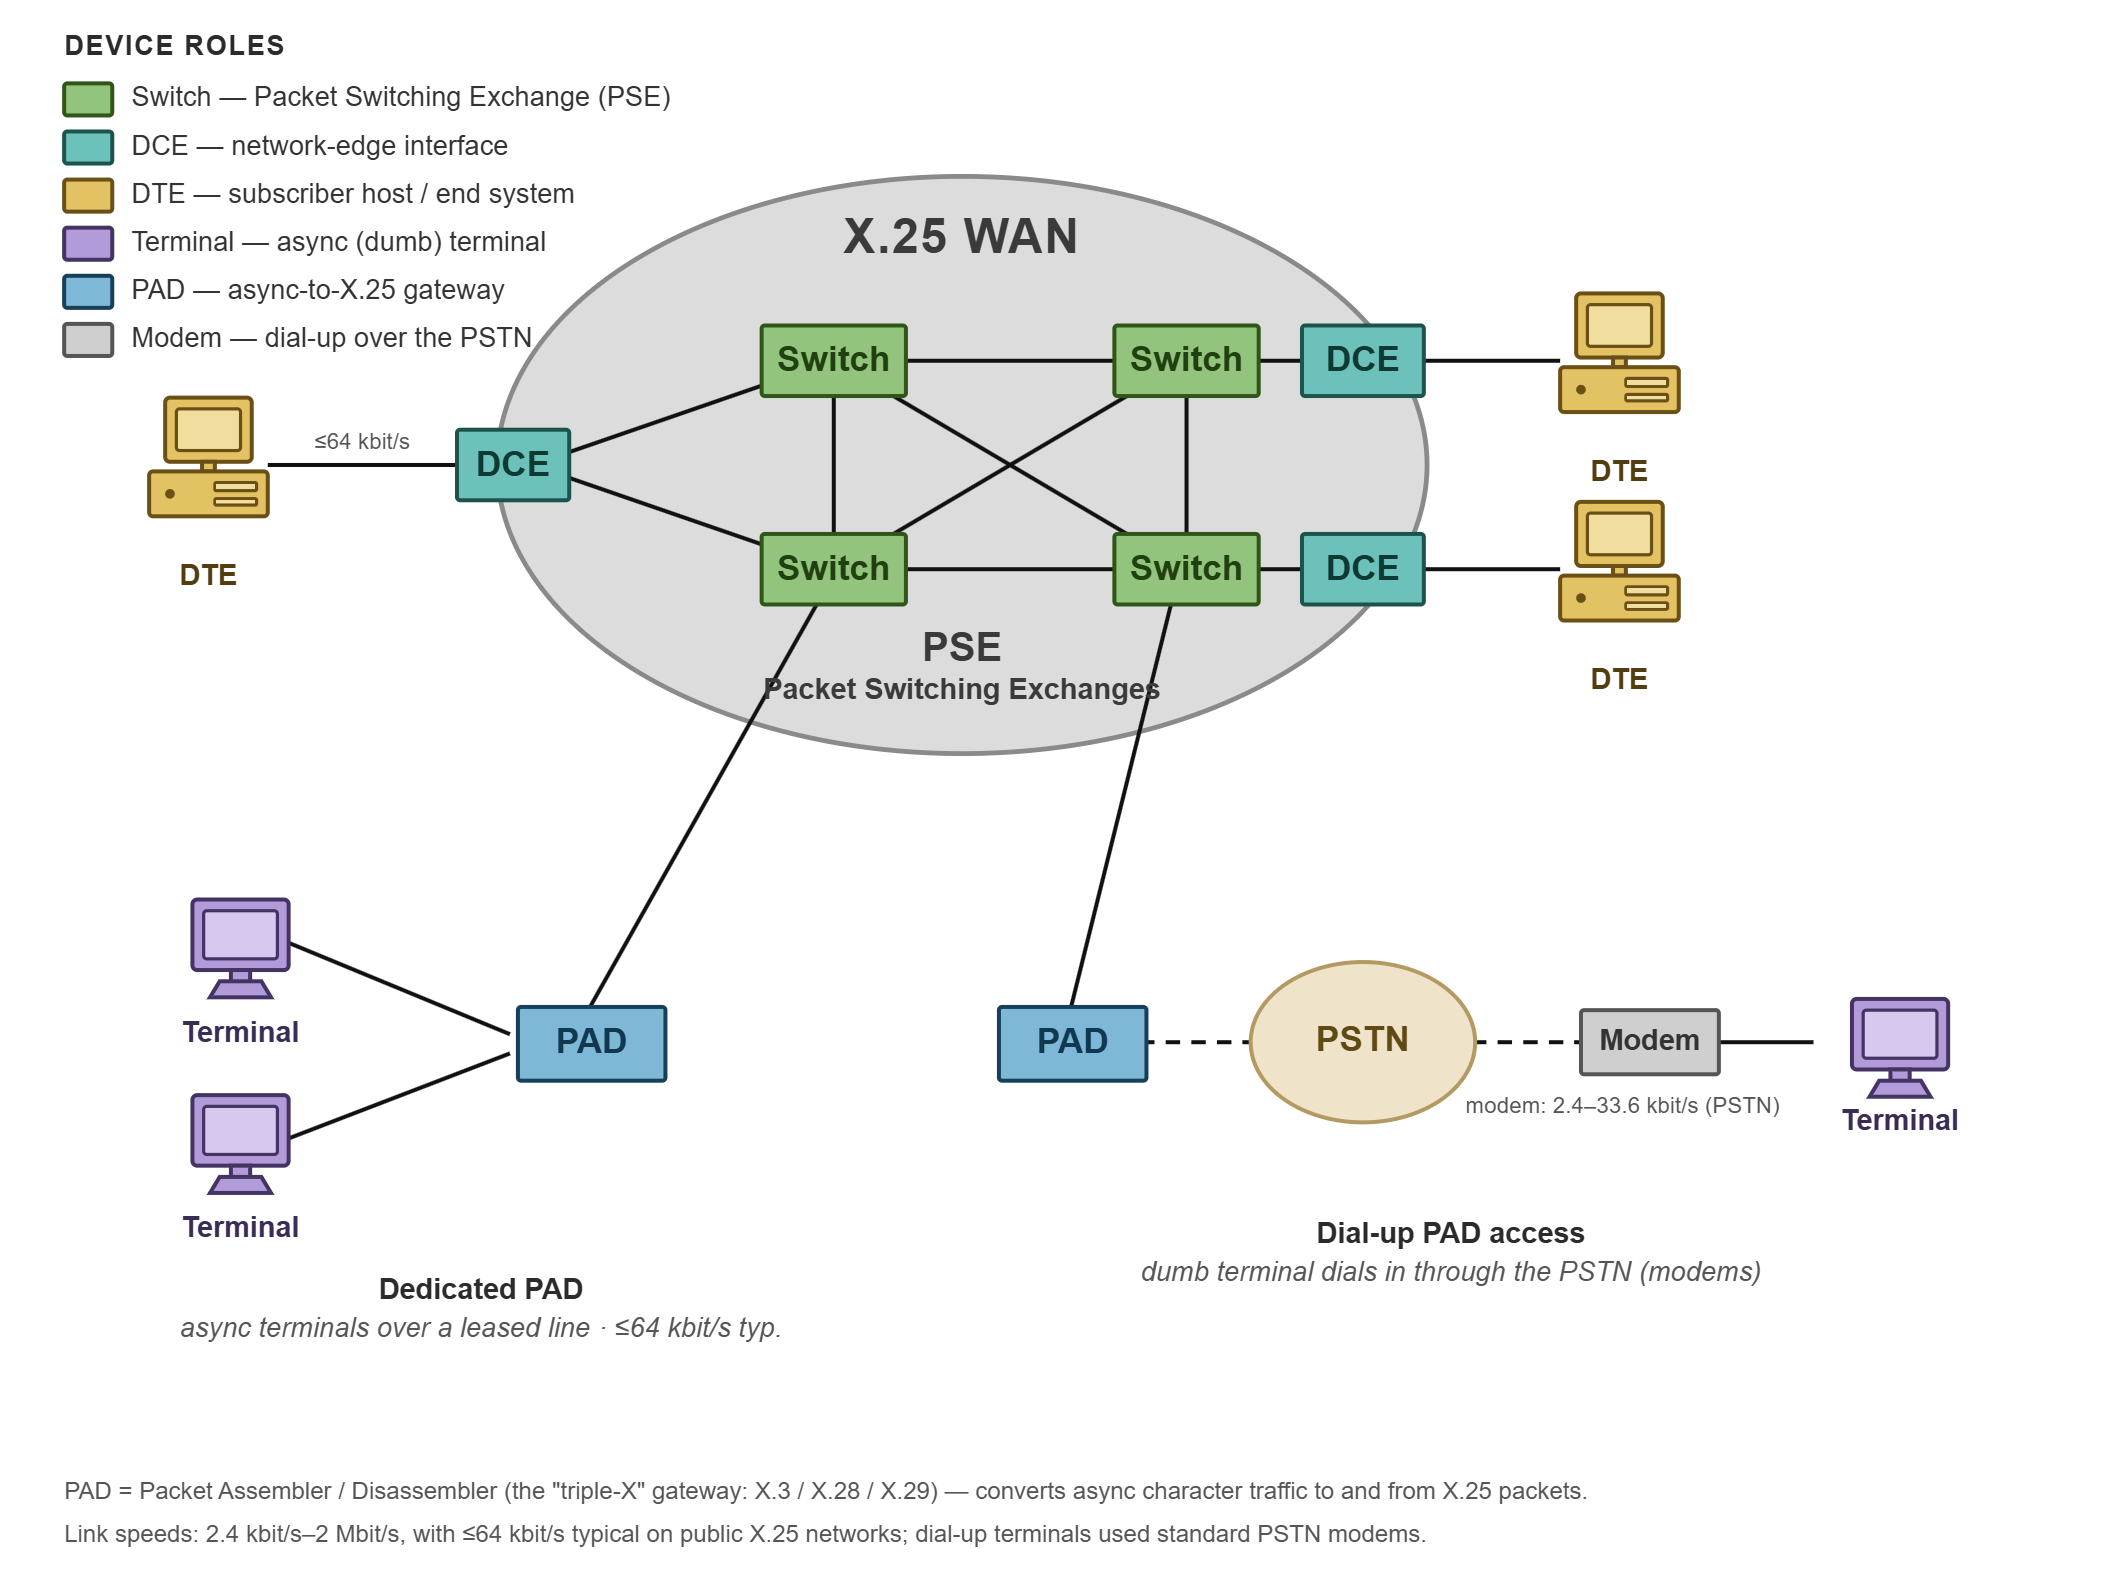 DEVICE ROLES
Switch — Packet Switching Exchange (PSE)
DCE — network-edge interface
DTE — subscriber host / end system
Terminal — async (dumb) terminal
PAD — async-to-X.25 gateway
Modem — dial-up over the PSTN
X.25 WAN
Switch
Switch
DCE
DTE
≤64 kbit/s
DCE
DTE
Switch
Switch
DCE
DTE
PSE
Packet Switching Exchanges
Terminal
PAD
Terminal
Dedicated PAD
async terminals over a leased line · ≤64 kbit/s typ.
PAD
PSTN
Modem
modem: 2.4–33.6 kbit/s (PSTN)
Terminal
Dial-up PAD access
dumb terminal dials in through the PSTN (modems)
PAD = Packet Assembler / Disassembler (the "triple-X" gateway: X.3 / X.28 / X.29) — converts async character traffic to and from X.25 packets.
Link speeds: 2.4 kbit/s–2 Mbit/s, with ≤64 kbit/s typical on public X.25 networks; dial-up terminals used standard PSTN modems.